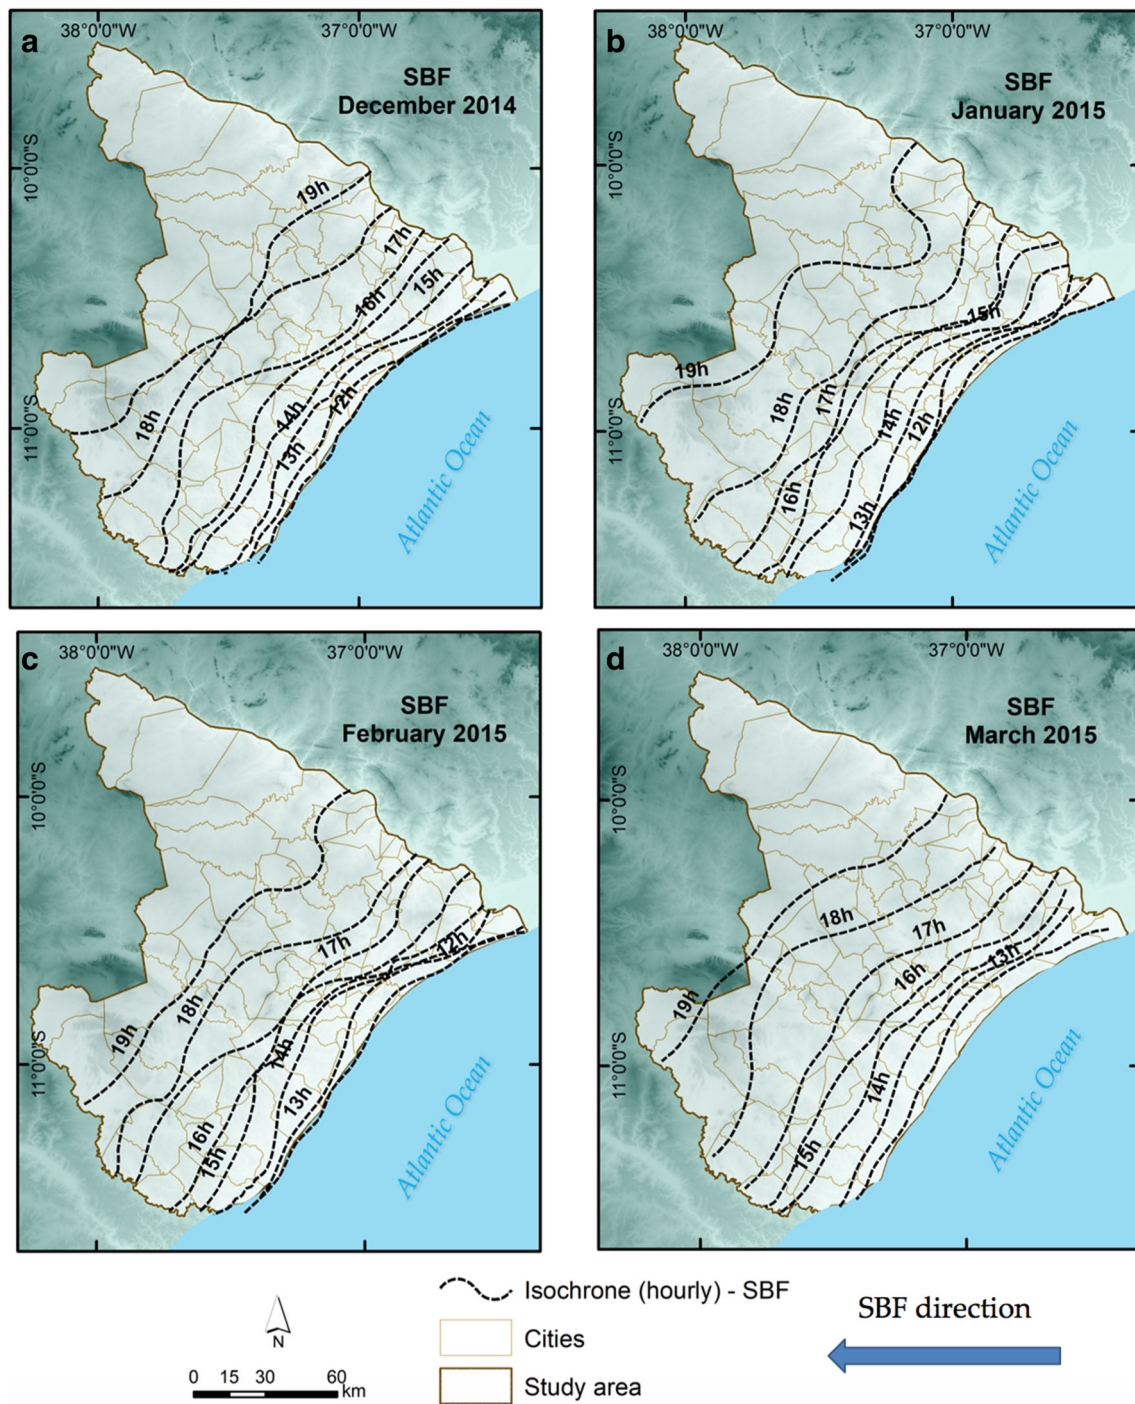 a
38°0'0"W
37°0'0"W
SBF
December 2014
10°0'0"S
11°0'0"S
19h
17h
15h
16h
12h
14h
13h
18h
Atlantic Ocean
b
38°0'0"W
37°0'0"W
SBF
January 2015
10°0'0"S
11°0'0"S
15h
19h
17h
18h
14h
12h
16h
13h
Atlantic Ocean
c
38°0'0"W
37°0'0"W
SBF
February 2015
10°0'0"S
11°0'0"S
12h
17h
18h
19h
14h
13h
16h
15h
Atlantic Ocean
d
38°0'0"W
37°0'0"W
SBF
March 2015
10°0'0"S
11°0'0"S
18h
17h
13h
16h
19h
14h
15h
Atlantic Ocean
N
0 15 30 60
km
Isochrone (hourly) - SBF
Cities
Study area
SBF direction